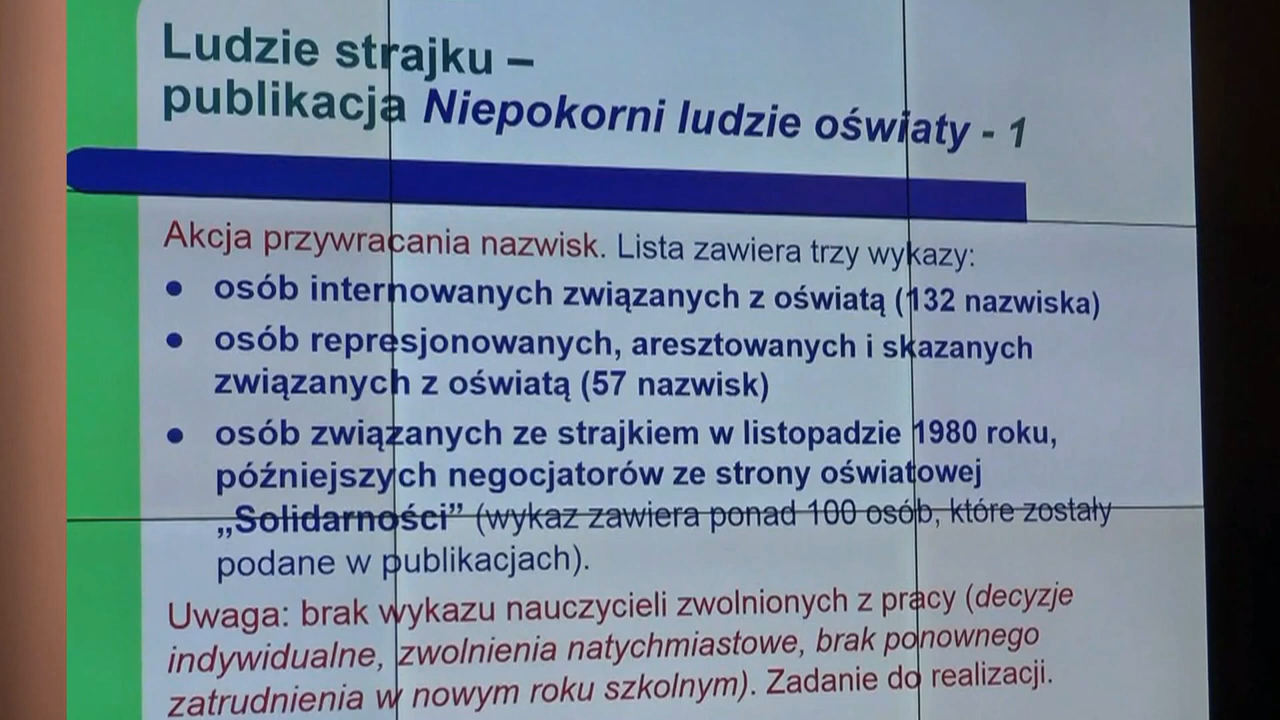 Ludzie strajku –
publikacja Niepokorni ludzie oświaty - 1
Akcja przywracania nazwisk. Lista zawiera trzy wykazy:
● osób internowanych związanych z oświatą (132 nazwiska)
● osób represjonowanych, aresztowanych i skazanych
związanych z oświatą (57 nazwisk)
● osób związanych ze strajkiem w listopadzie 1980 roku,
późniejszych negocjatorów ze strony oświatowej
„Solidarności” (wykaz zawiera ponad 100 osób, które zostały
podane w publikacjach).
Uwaga: brak wykazu nauczycieli zwolnionych z pracy (decyzje
indywidualne, zwolnienia natychmiastowe, brak ponownego
zatrudnienia w nowym roku szkolnym). Zadanie do realizacji.